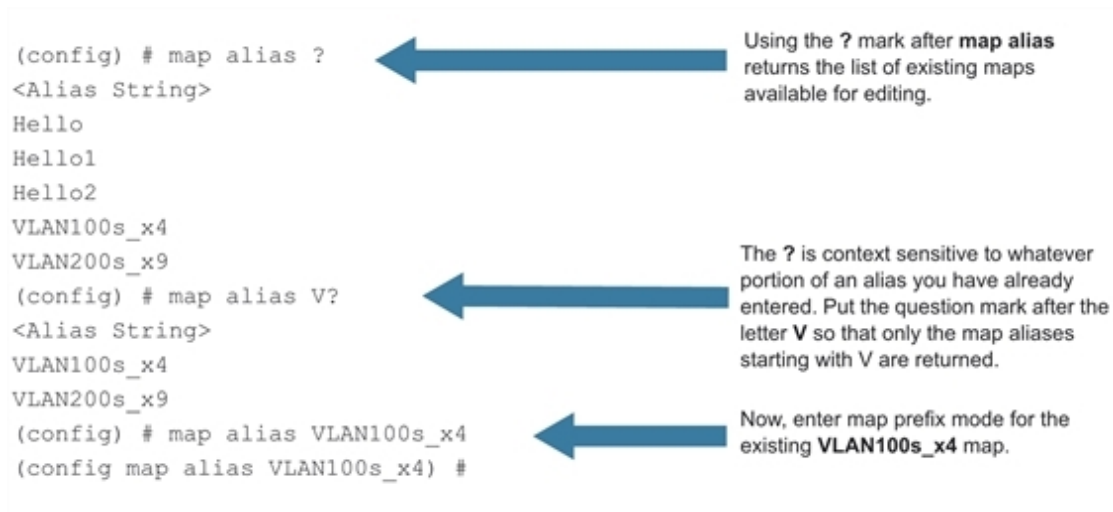 (config) # map alias ?
<Alias String>
Hello
Hello1
Hello2
VLAN100s_x4
VLAN200s_x9
(config) # map alias V?
<Alias String>
VLAN100s_x4
VLAN200s_x9
(config) # map alias VLAN100s_x4
(config map alias VLAN100s_x4) #
Using the ? mark after map alias
returns the list of existing maps
available for editing.
The ? is context sensitive to whatever
portion of an alias you have already
entered. Put the question mark after the
letter V so that only the map aliases
starting with V are returned.
Now, enter map prefix mode for the
existing VLAN100s_x4 map.